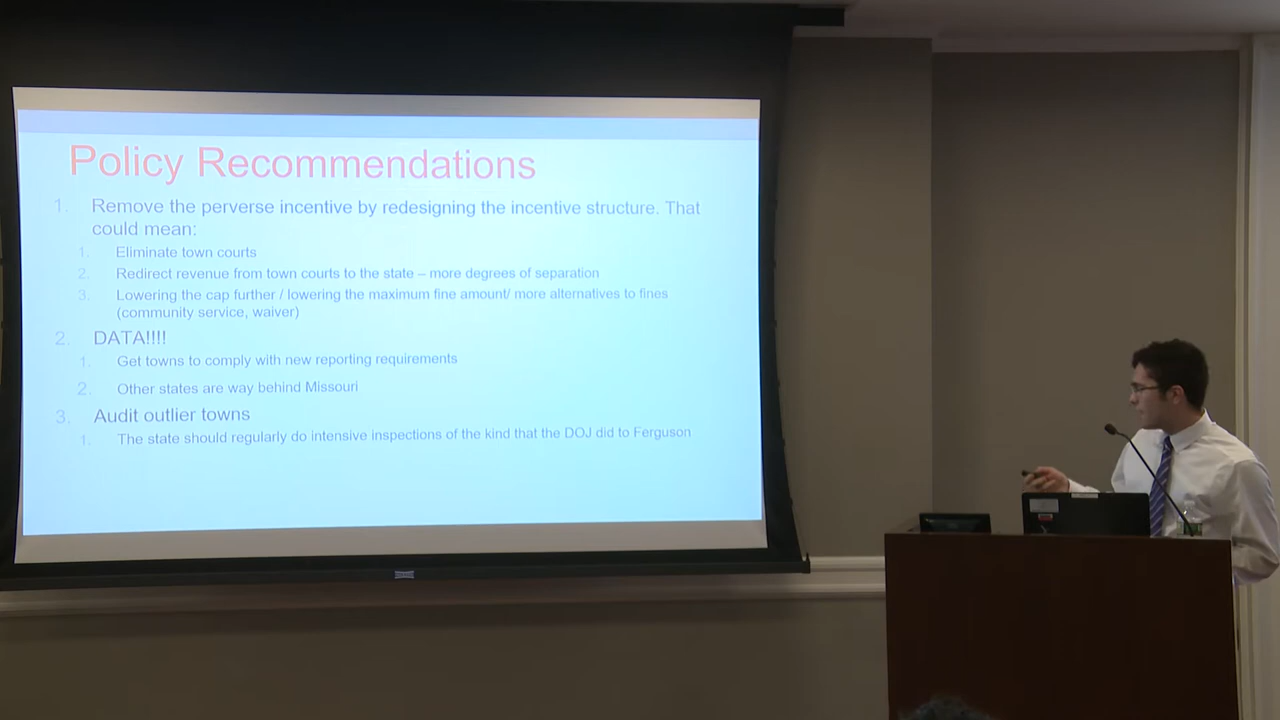 Policy Recommendations
1. Remove the perverse incentive by redesigning the incentive structure. That
could mean:
1. Eliminate town courts
2. Redirect revenue from town courts to the state – more degrees of separation
3. Lowering the cap further / lowering the maximum fine amount/ more alternatives to fines
(community service, waiver)
2. DATA!!!!
1. Get towns to comply with new reporting requirements
2. Other states are way behind Missouri
3. Audit outlier towns
1. The state should regularly do intensive inspections of the kind that the DOJ did to Ferguson